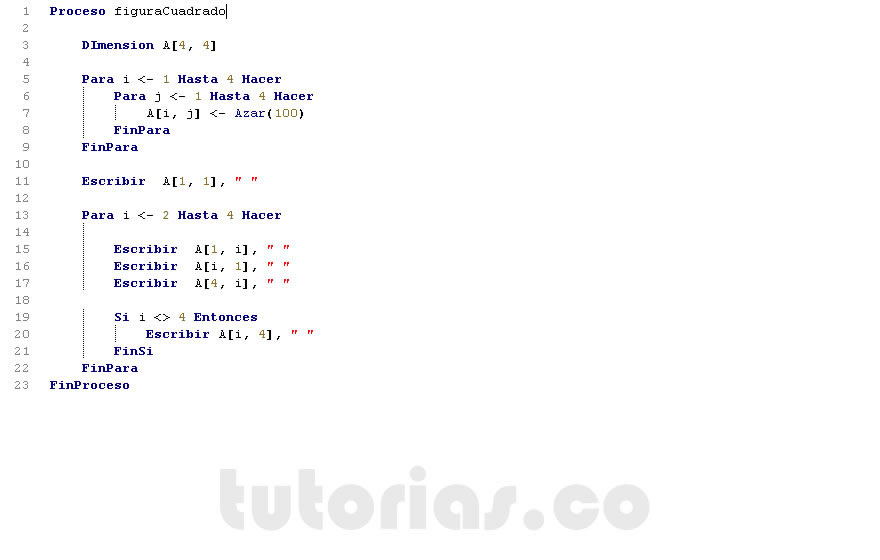 1 Proceso figuraCuadrado
2
3 DImension A[4, 4]
4
5 Para i <- 1 Hasta 4 Hacer
6 Para j <- 1 Hasta 4 Hacer
7 A[i, j] <- Azar(100)
8 FinPara
9 FinPara
10
11 Escribir A[1, 1], " "
12
13 Para i <- 2 Hasta 4 Hacer
14
15 Escribir A[1, i], " "
16 Escribir A[i, 1], " "
17 Escribir A[4, i], " "
18
19 Si i <> 4 Entonces
20 Escribir A[i, 4], " "
21 FinSi
22 FinPara
23 FinProceso
tutorias.co